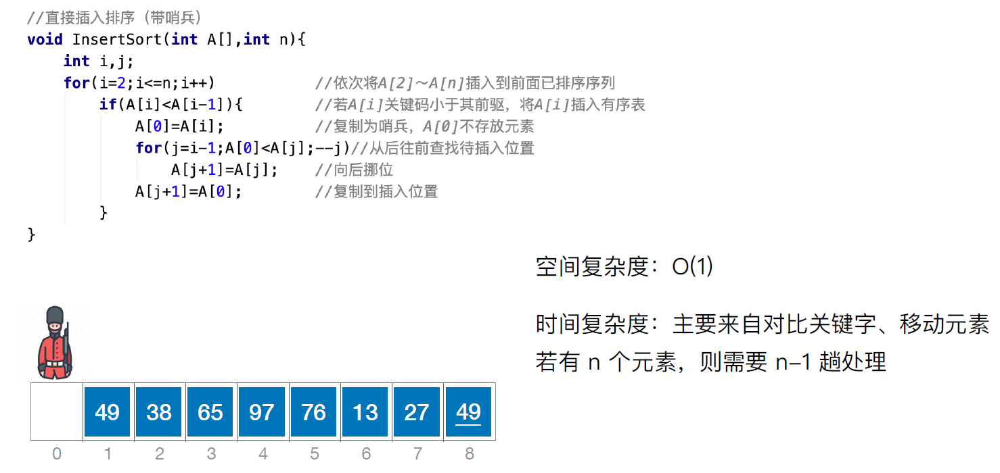 //直接插入排序（带哨兵）
void InsertSort(int A[],int n){
    int i,j;
    for(i=2;i<=n;i++)           //依次将A[2]～A[n]插入到前面已排序序列
        if(A[i]<A[i-1]){        //若A[i]关键码小于其前驱，将A[i]插入有序表
            A[0]=A[i];          //复制为哨兵，A[0]不存放元素
            for(j=i-1;A[0]<A[j];--j)//从后往前查找待插入位置
                A[j+1]=A[j];    //向后挪位
            A[j+1]=A[0];        //复制到插入位置
        }
}
空间复杂度：O(1)
时间复杂度：主要来自对比关键字、移动元素
若有 n 个元素，则需要 n-1 趟处理
49 38 65 97 76 13 27 49
0 1 2 3 4 5 6 7 8